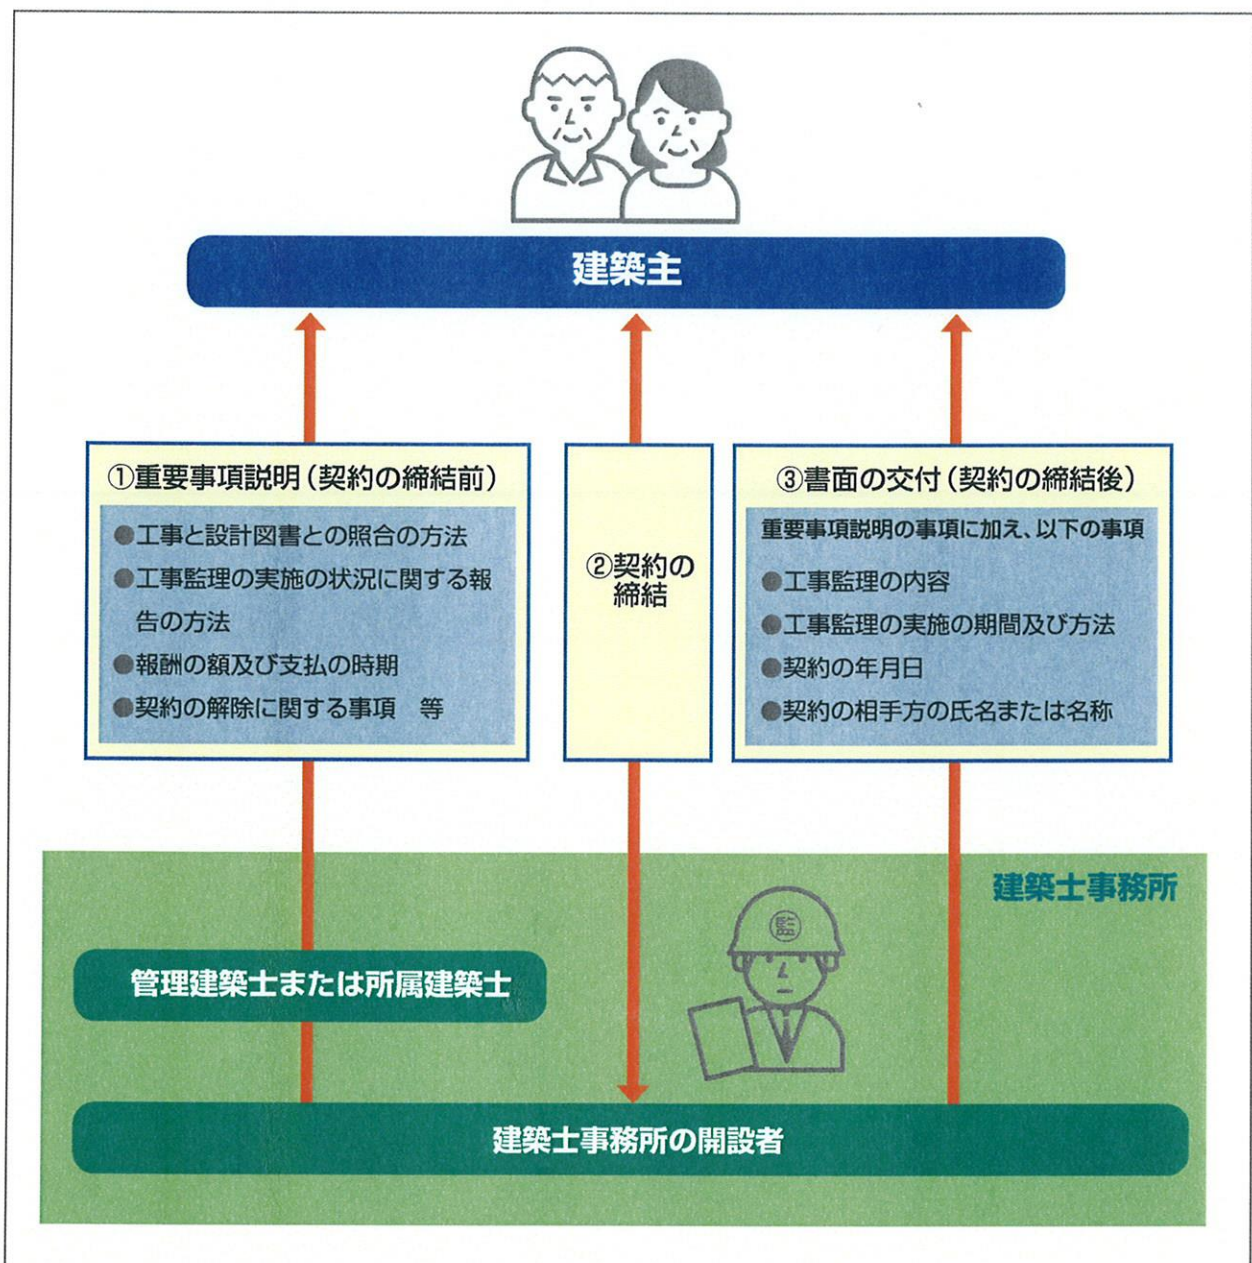 建築主
①重要事項説明(契約の締結前)
●工事と設計図書との照合の方法
●工事監理の実施の状況に関する報
告の方法
●報酬の額及び支払の時期
●契約の解除に関する事項 等
②契約の
締結
③書面の交付(契約の締結後)
重要事項説明の事項に加え、以下の事項
●工事監理の内容
●工事監理の実施の期間及び方法
●契約の年月日
●契約の相手方の氏名または名称
建築士事務所
監
管理建築士または所属建築士
建築士事務所の開設者